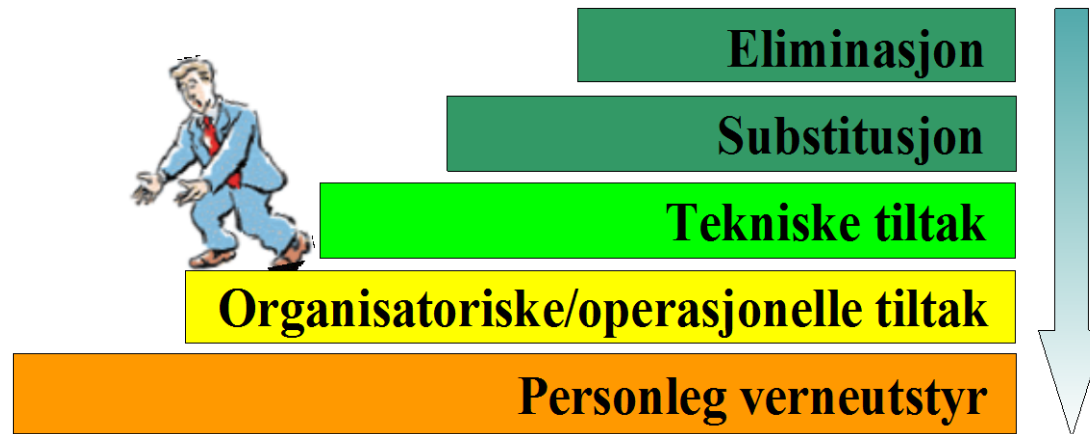 Eliminasjon
Substitusjon
Tekniske tiltak
Organisatoriske/operasjonelle tiltak
Personleg verneutstyr